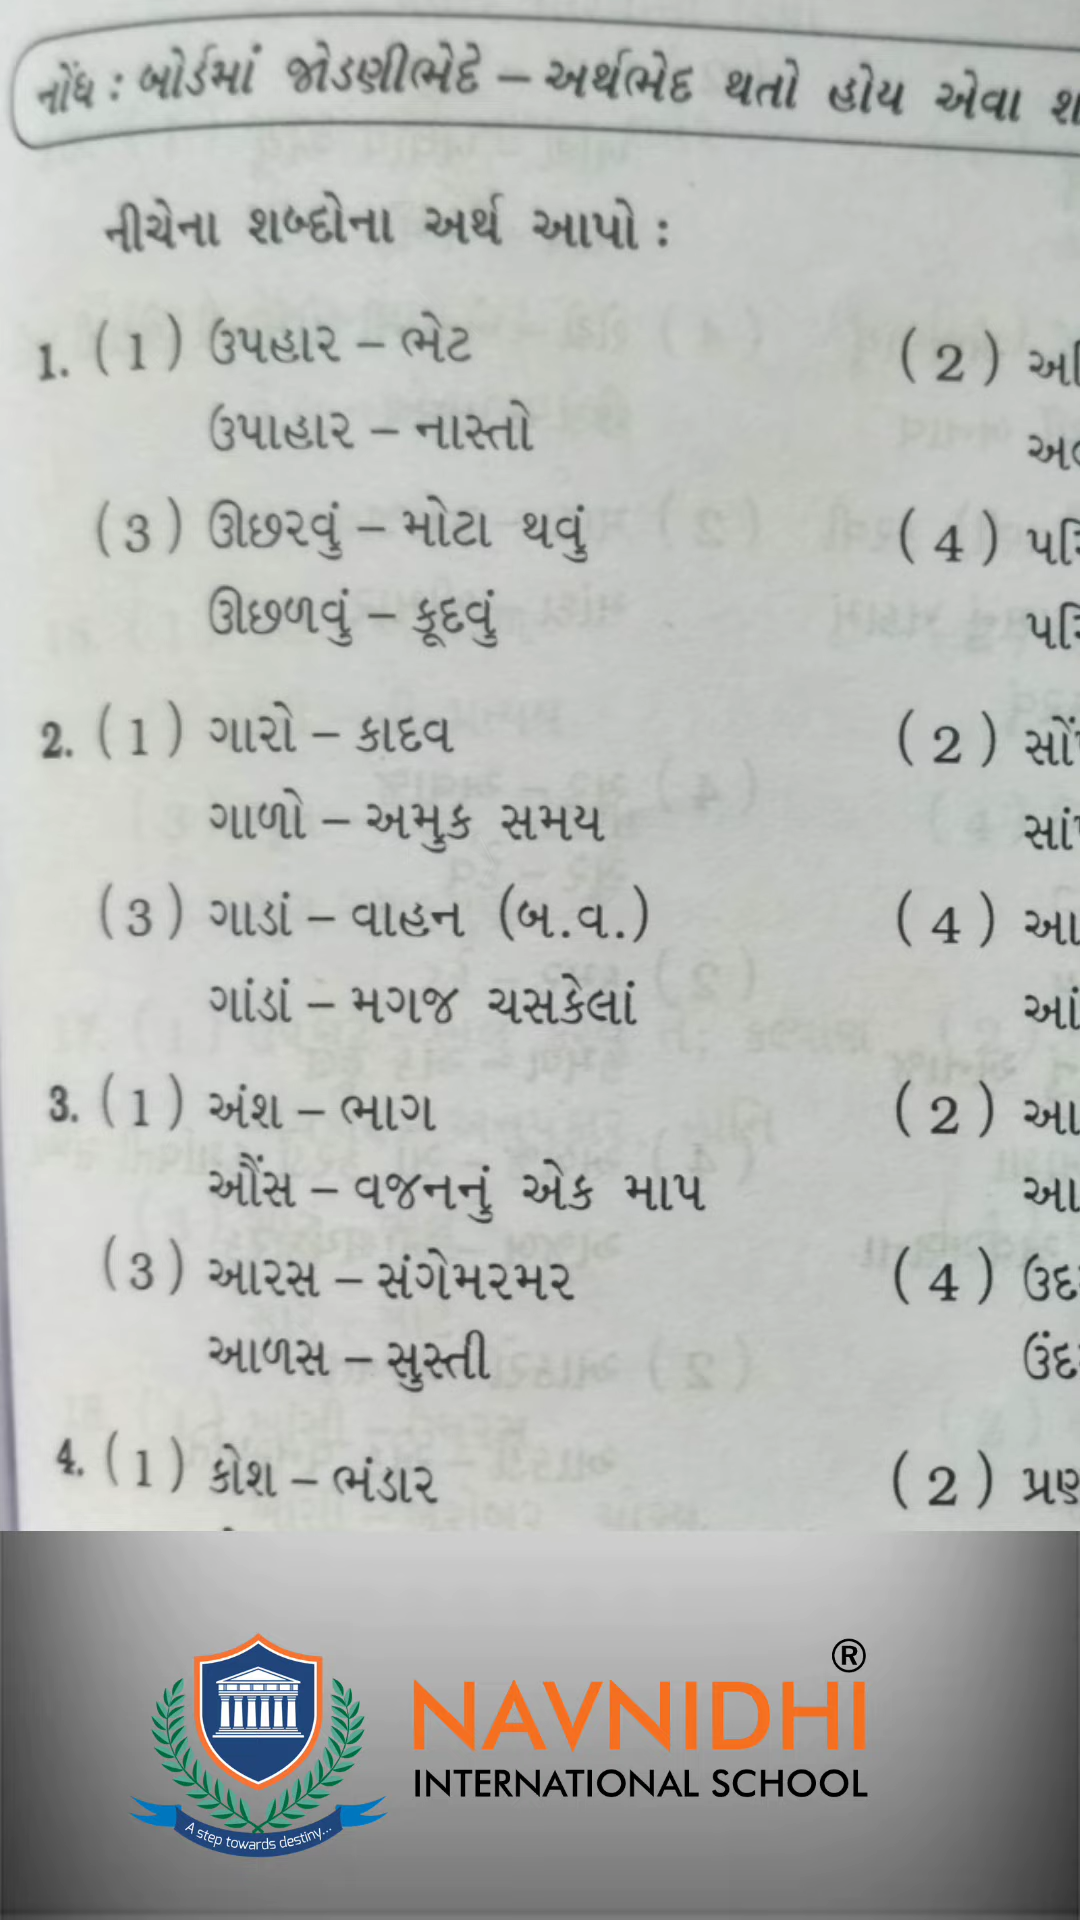 નોંધ : બોર્ડમાં જોડણીભેદે – અર્થભેદ થતો હોય એવા
નીચેના શબ્દોના અર્થ આપો :
1. (1) ઉપહાર – ભેટ (2)
ઉપાહાર – નાસ્તો
(3) ઊછરવું – મોટા થવું (4)
ઊછળવું – કૂદવું
2. (1) ગારો – કાદવ (2)
ગાળો – અમુક સમય
(3) ગાડાં – વાહન (બ.વ.) (4)
ગાંડાં – મગજ ચસકેલાં
3. (1) અંશ – ભાગ (2)
ઔંસ – વજનનું એક માપ
(3) આરસ – સંગેમરમર (4)
આળસ – સુસ્તી
4. (1) કોશ – ભંડાર (2)
A step towards destiny...
NAVNIDHI ®
INTERNATIONAL SCHOOL